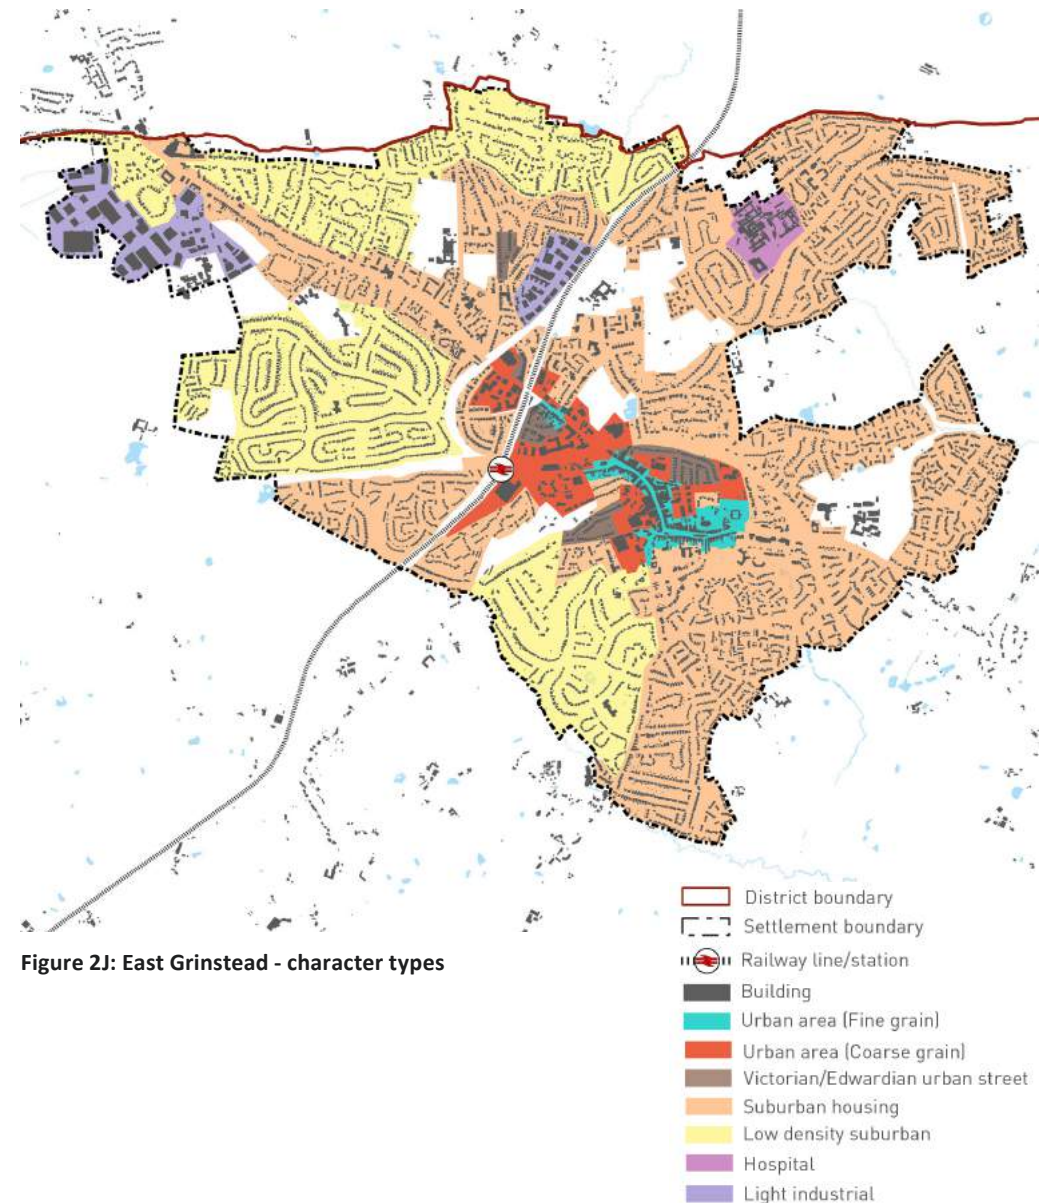 District boundary
Settlement boundary
Railway line/station
Figure 2J: East Grinstead - character types
Building
Urban area (Fine grain)
Urban area (Coarse grain)
Victorian/Edwardian urban street
Suburban housing
Low density suburban
Hospital
Light industrial